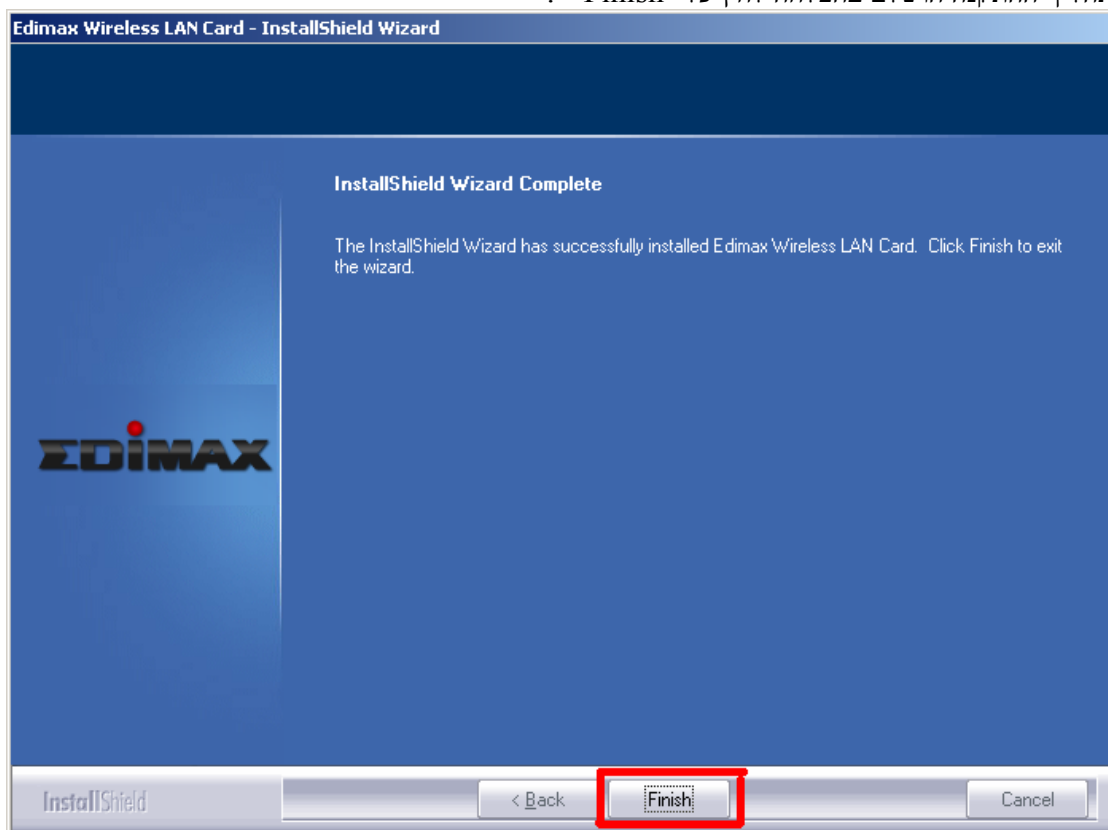 "Finish"
Edimax Wireless LAN Card - InstallShield Wizard
InstallShield Wizard Complete
The InstallShield Wizard has successfully installed Edimax Wireless LAN Card. Click Finish to exit
the wizard.
EDIMAX
InstallShield
< Back
Finish
Cancel